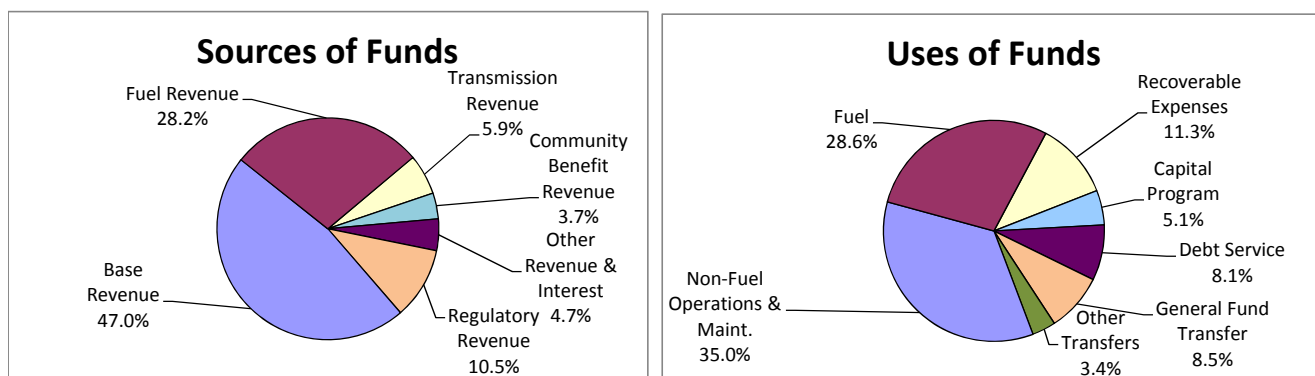 Sources of Funds
Fuel Revenue
28.2%
Transmission
Revenue
5.9%
Community
Benefit
Revenue
3.7%
Other
Revenue &
Interest
4.7%
Regulatory
Revenue
10.5%
Base
Revenue
47.0%
Uses of Funds
Fuel
28.6%
Recoverable
Expenses
11.3%
Capital
Program
5.1%
Debt Service
8.1%
General Fund
Transfer
8.5%
Other
Transfers
3.4%
Non-Fuel
Operations &
Maint.
35.0%